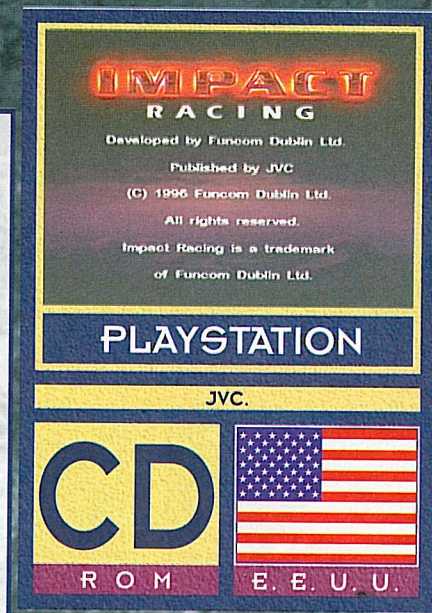 IMPACT
RACING
Developed by Funcom Dublin Ltd.
Published by JVC
(C) 1996 Funcom Dublin Ltd.
All rights reserved.
Impact Racing is a trademark
of Funcom Dublin Ltd.
PLAYSTATION
JVC.
CD
ROM
E. E. U. U.